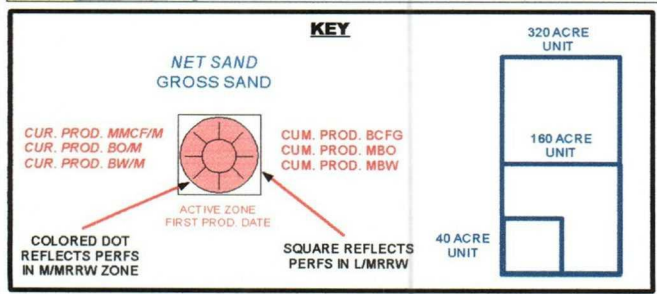 KEY
NET SAND
GROSS SAND
CUR. PROD. MMCF/M
CUR. PROD. BO/M
CUR. PROD. BW/M
CUM. PROD. BCFG
CUM. PROD. MBO
CUM. PROD. MBW
ACTIVE ZONE
FIRST PROD. DATE
COLORED DOT
REFLECTS PERFS
IN M/MRRW ZONE
SQUARE REFLECTS
PERFS IN L/MRRW
320 ACRE
UNIT
160 ACRE
UNIT
40 ACRE
UNIT